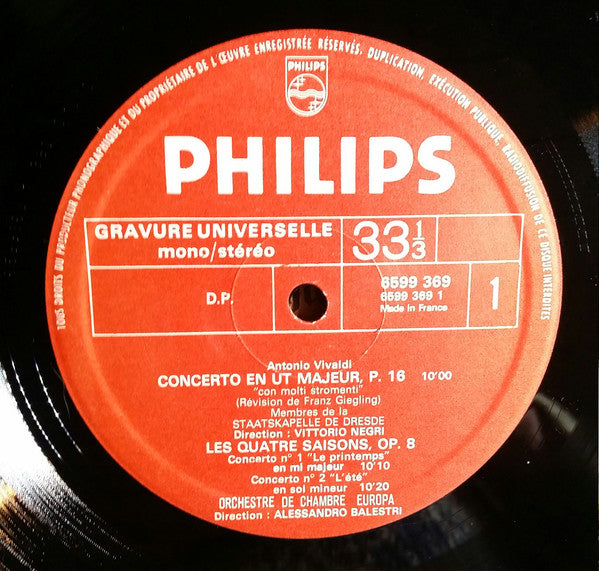 TOUS DROITS DU PRODUCTEUR PHONOGRAPHIQUE ET DU PROPRIÉTAIRE DE L'ŒUVRE ENREGISTRÉE RÉSERVÉS. DUPLICATION, EXÉCUTION PUBLIQUE, RADIODIFFUSION DE CE DISQUE INTERDITES
PHILIPS
PHILIPS
GRAVURE UNIVERSELLE
mono/stéréo
33 1/3
D.P.
6599 369
6599 369 1
Made in France
1
Antonio Vivaldi
CONCERTO EN UT MAJEUR, P. 16 10'00
"con molti stromenti"
(Révision de Franz Giegling)
Membres de la
STAATSKAPELLE DE DRESDE
Direction : VITTORIO NEGRI
LES QUATRE SAISONS, OP. 8
Concerto n° 1 "Le printemps"
en mi majeur 10'10
Concerto n° 2 "L'été"
en sol mineur 10'20
ORCHESTRE DE CHAMBRE EUROPA
Direction : ALESSANDRO BALESTRI